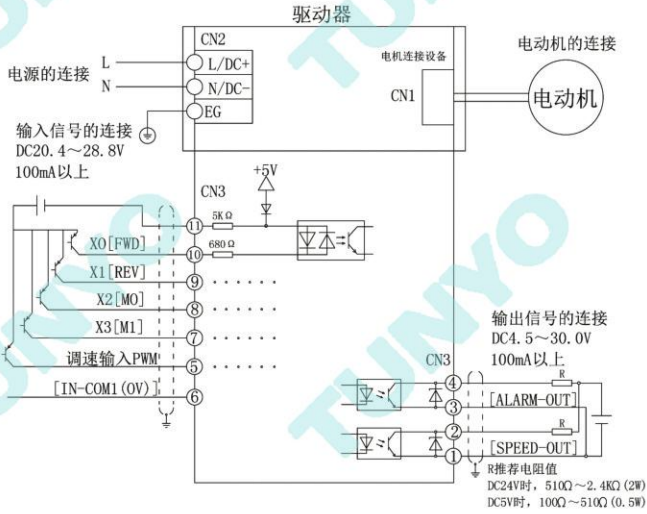 驱动器
CN2
电源的连接
L
N
L/DC+
N/DC-
EG
电机连接设备
CN1
电动机的连接
电动机
输入信号的连接
DC20.4～28.8V
100mA以上
CN3
+5V
5KΩ
680Ω
⑪
X0[FWD]
⑩
X1[REV]
⑨ ······
X2[MO]
⑧ ······
X3[M1]
⑦ ······
调速输入PWM
⑤ ······
[IN-COM1(0V)]
⑥
输出信号的连接
DC4.5～30.0V
100mA以上
CN3
④
R
③
[ALARM-OUT]
②
R
①
[SPEED-OUT]
R推荐电阻值
DC24V时，510Ω～2.4KΩ(2W)
DC5V时，100Ω～510Ω(0.5W)
TUNYO
TUNYO
TUNYO